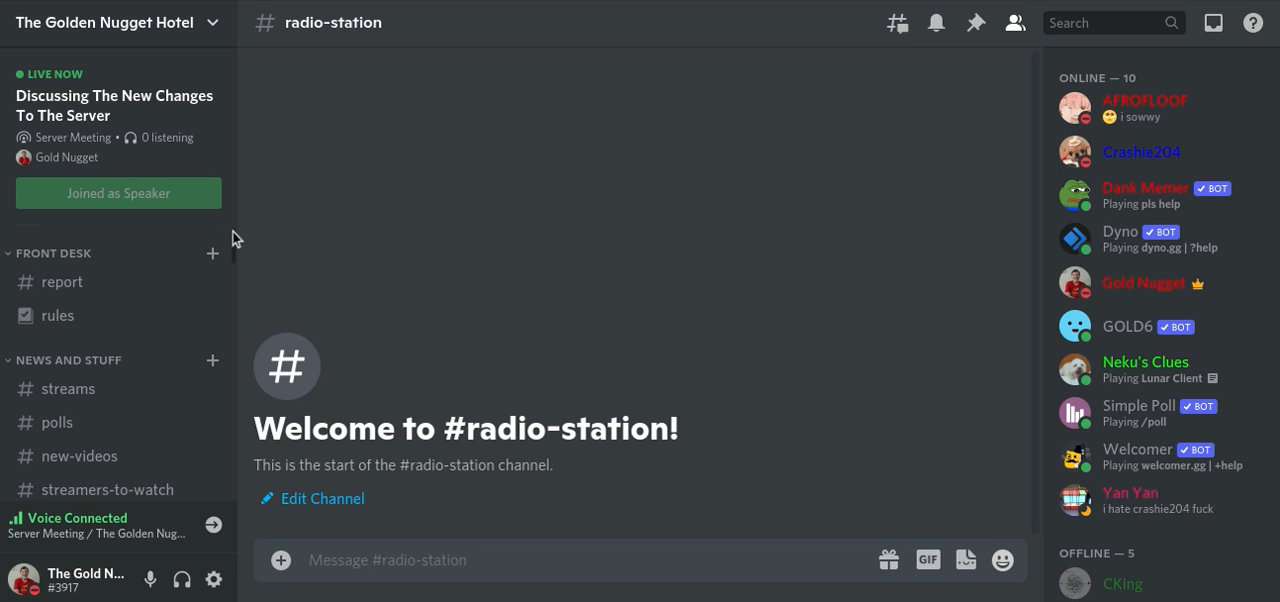 The Golden Nugget Hotel
LIVE NOW
Discussing The New Changes
To The Server
Server Meeting • 0 listening
Gold Nugget
Joined as Speaker
FRONT DESK
report
rules
NEWS AND STUFF
streams
polls
new-videos
streamers-to-watch
Voice Connected
Server Meeting / The Golden Nug...
The Gold N...
#3917
# radio-station
Search
#
Welcome to #radio-station!
This is the start of the #radio-station channel.
Edit Channel
Message #radio-station
GIF
ONLINE — 10
AFROFLOOF
i sowwy
Crashie204
Dank Memer BOT
Playing pls help
Dyno BOT
Playing dyno.gg | ?help
Gold Nugget
GOLD6 BOT
Neku's Clues
Playing Lunar Client
Simple Poll BOT
Playing /poll
Welcomer BOT
Playing welcomer.gg | +help
Yan Yan
i hate crashie204 fuck
OFFLINE — 5
CKing